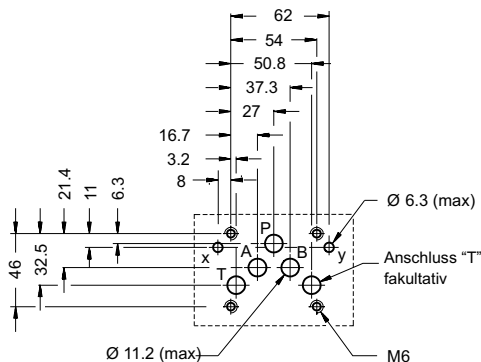 62
54
50.8
37.3
27
16.7
3.2
8
21.4
11
6.3
46
32.5
P
Ø 6.3 (max)
x
A
B
y
T
Anschluss “T”
fakultativ
Ø 11.2 (max)
M6